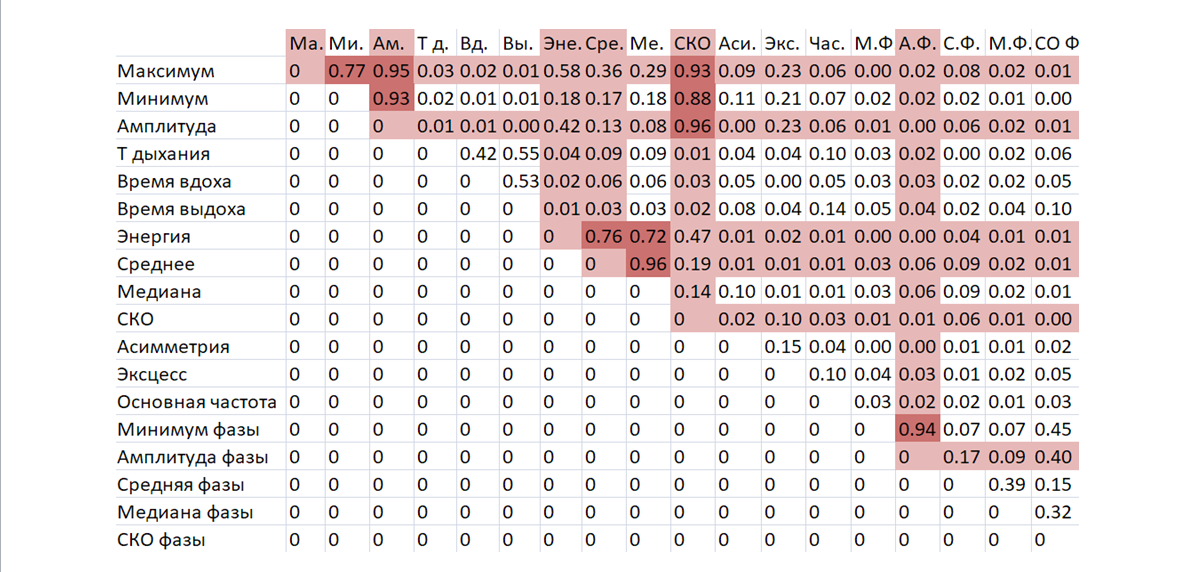 Ма. Ми. Ам. Т д. Вд. Вы. Эне. Сре. Ме. СКО Аси. Экс. Час. М.Ф А.Ф. С.Ф. М.Ф. СО Ф
Максимум 0 0.77 0.95 0.03 0.02 0.01 0.58 0.36 0.29 0.93 0.09 0.23 0.06 0.00 0.02 0.08 0.02 0.01
Минимум 0 0 0.93 0.02 0.01 0.01 0.18 0.17 0.18 0.88 0.11 0.21 0.07 0.02 0.02 0.02 0.01 0.00
Амплитуда 0 0 0 0.01 0.01 0.00 0.42 0.13 0.08 0.96 0.00 0.23 0.06 0.01 0.00 0.06 0.02 0.01
Т дыхания 0 0 0 0 0.42 0.55 0.04 0.09 0.09 0.01 0.04 0.04 0.10 0.03 0.02 0.00 0.02 0.06
Время вдоха 0 0 0 0 0 0.53 0.02 0.06 0.06 0.03 0.05 0.00 0.05 0.03 0.03 0.02 0.02 0.05
Время выдоха 0 0 0 0 0 0 0.01 0.03 0.03 0.02 0.08 0.04 0.14 0.05 0.04 0.02 0.04 0.10
Энергия 0 0 0 0 0 0 0 0.76 0.72 0.47 0.01 0.02 0.01 0.00 0.00 0.04 0.01 0.01
Среднее 0 0 0 0 0 0 0 0 0.96 0.19 0.01 0.01 0.01 0.03 0.06 0.09 0.02 0.01
Медиана 0 0 0 0 0 0 0 0 0 0.14 0.10 0.01 0.01 0.03 0.06 0.09 0.02 0.01
СКО 0 0 0 0 0 0 0 0 0 0 0.02 0.10 0.03 0.01 0.01 0.06 0.01 0.00
Асимметрия 0 0 0 0 0 0 0 0 0 0 0 0.15 0.04 0.00 0.00 0.01 0.01 0.02
Эксцесс 0 0 0 0 0 0 0 0 0 0 0 0 0.10 0.04 0.03 0.01 0.02 0.05
Основная частота 0 0 0 0 0 0 0 0 0 0 0 0 0 0.03 0.02 0.02 0.01 0.03
Минимум фазы 0 0 0 0 0 0 0 0 0 0 0 0 0 0 0.94 0.07 0.07 0.45
Амплитуда фазы 0 0 0 0 0 0 0 0 0 0 0 0 0 0 0 0.17 0.09 0.40
Средняя фазы 0 0 0 0 0 0 0 0 0 0 0 0 0 0 0 0 0.39 0.15
Медиана фазы 0 0 0 0 0 0 0 0 0 0 0 0 0 0 0 0 0 0.32
СКО фазы 0 0 0 0 0 0 0 0 0 0 0 0 0 0 0 0 0 0